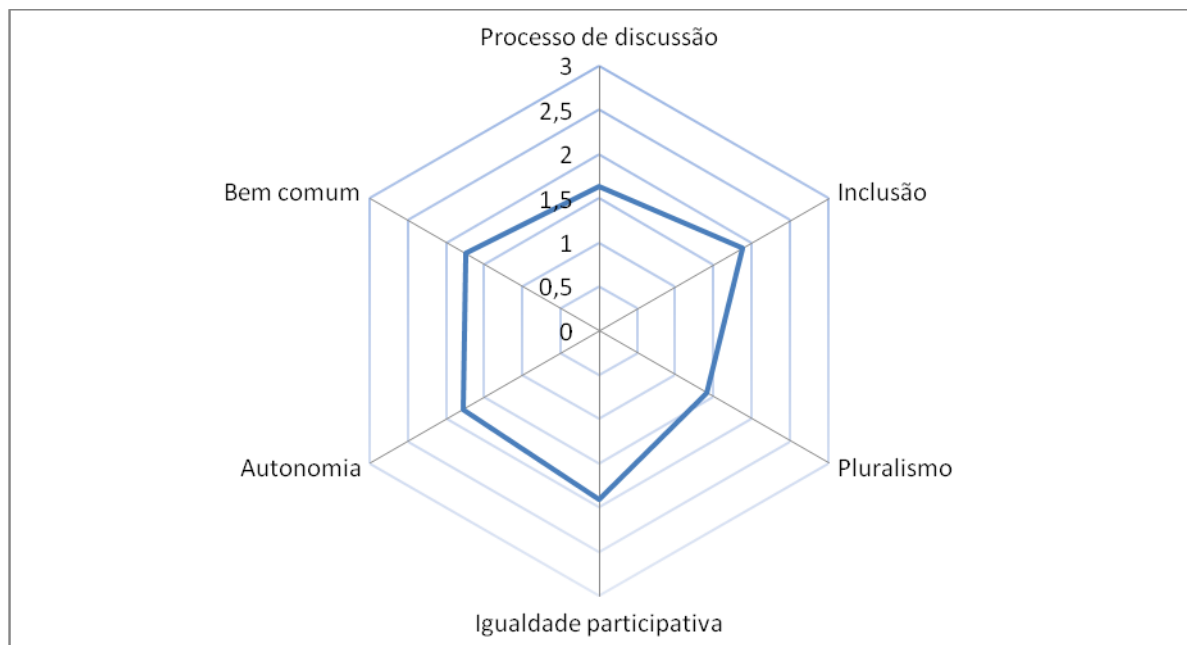 Processo de discussão
3
2,5
2
1,5
1
0,5
0
Inclusão
Pluralismo
Igualdade participativa
Autonomia
Bem comum